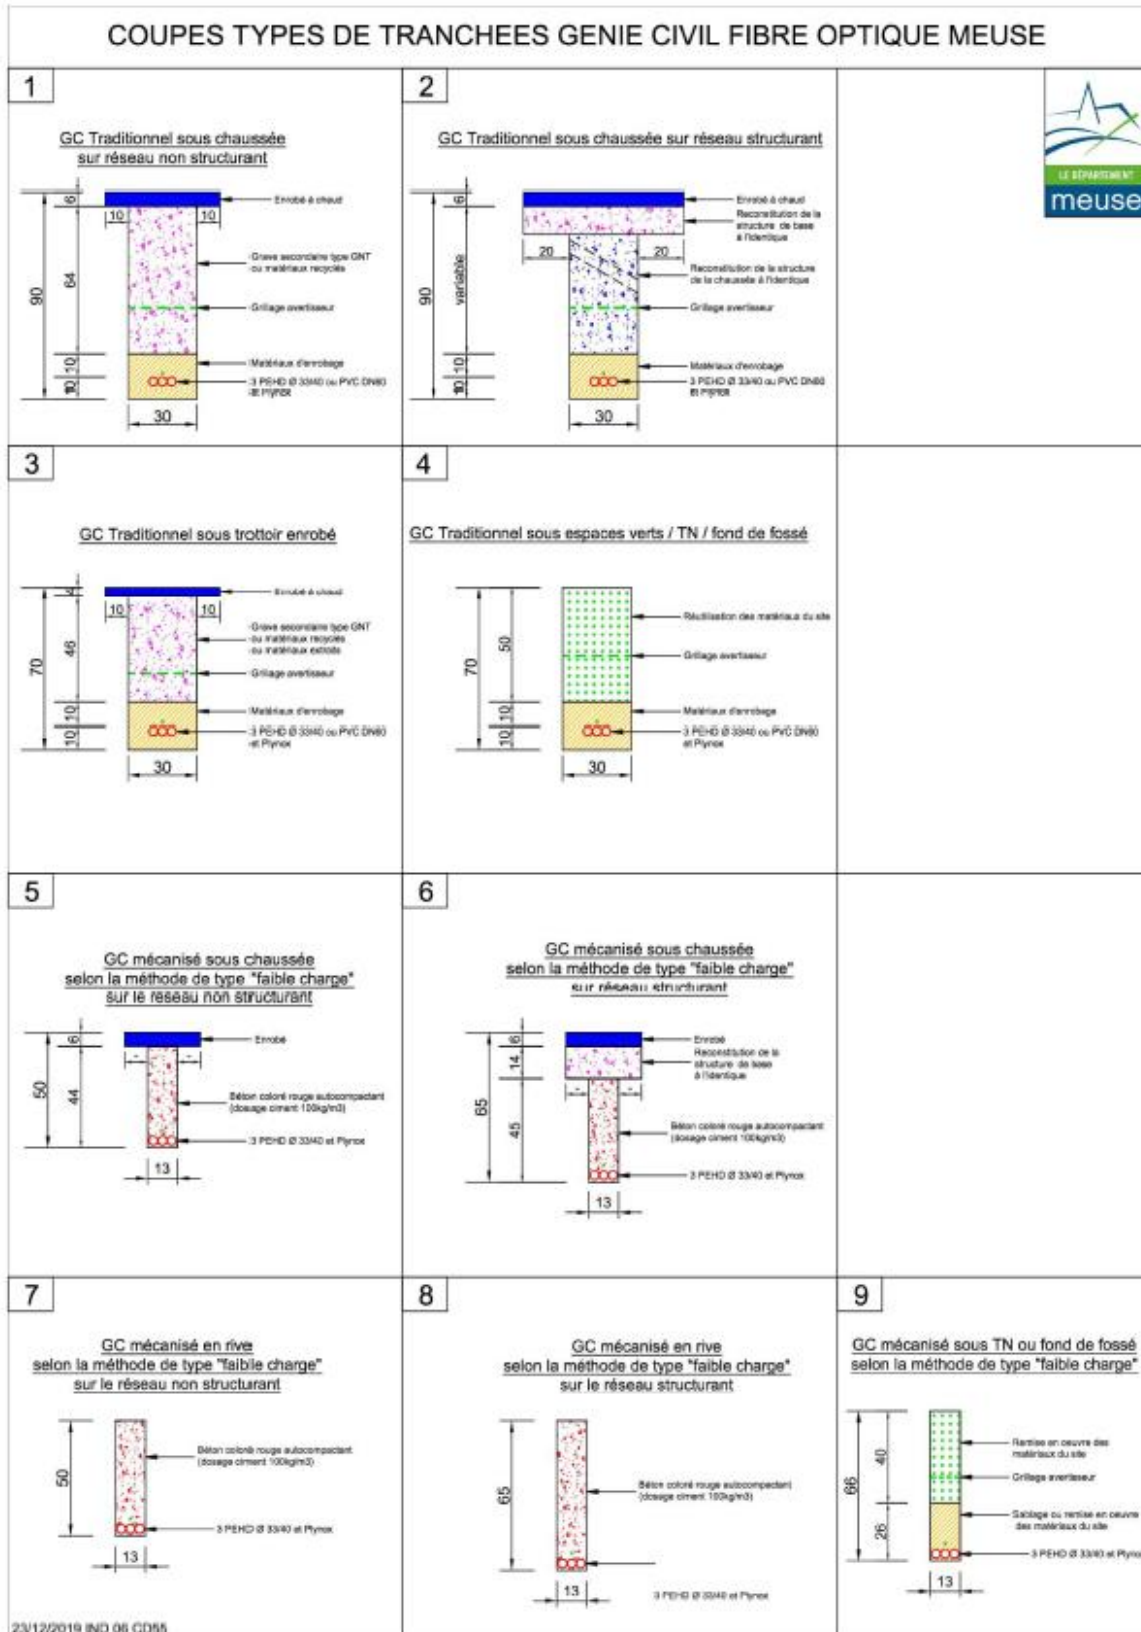 COUPES TYPES DE TRANCHEES GENIE CIVIL FIBRE OPTIQUE MEUSE
LE DÉPARTEMENT
meuse
1
GC Traditionnel sous chaussée
sur réseau non structurant
6
10
10
64
90
10
10
30
Enrobé à chaud
Grave secondaire type GNT
ou matériaux recyclés
Grillage avertisseur
Matériaux d'enrobage
3 PEHD Ø 33/40 ou PVC DN80
et Plynox
2
GC Traditionnel sous chaussée sur réseau structurant
6
20
20
variable
90
10
10
30
Enrobé à chaud
Reconstitution de la
structure de base
à l'identique
Reconstitution de la structure
de la chaussée à l'identique
Grillage avertisseur
Matériaux d'enrobage
3 PEHD Ø 33/40 ou PVC DN80
et Plynox
3
GC Traditionnel sous trottoir enrobé
4
10
10
46
70
10
10
30
Enrobé à chaud
Grave secondaire type GNT
ou matériaux recyclés
ou matériaux extraits
Grillage avertisseur
Matériaux d'enrobage
3 PEHD Ø 33/40 ou PVC DN80
et Plynox
4
GC Traditionnel sous espaces verts / TN / fond de fossé
50
70
10
10
30
Réutilisation des matériaux du site
Grillage avertisseur
Matériaux d'enrobage
3 PEHD Ø 33/40 ou PVC DN80
et Plynox
5
GC mécanisé sous chaussée
selon la méthode de type "faible charge"
sur le réseau non structurant
6
- -
50
44
13
Enrobé
Béton coloré rouge autocompactant
(dosage ciment 100kg/m3)
3 PEHD Ø 33/40 et Plynox
6
GC mécanisé sous chaussée
selon la méthode de type "faible charge"
sur réseau structurant
6
14
- -
65
45
13
Enrobé
Reconstitution de la
structure de base
à l'identique
Béton coloré rouge autocompactant
(dosage ciment 100kg/m3)
3 PEHD Ø 33/40 et Plynox
7
GC mécanisé en rive
selon la méthode de type "faible charge"
sur le réseau non structurant
50
13
Béton coloré rouge autocompactant
(dosage ciment 100kg/m3)
3 PEHD Ø 33/40 et Plynox
8
GC mécanisé en rive
selon la méthode de type "faible charge"
sur le réseau structurant
65
13
Béton coloré rouge autocompactant
(dosage ciment 100kg/m3)
3 PEHD Ø 33/40 et Plynox
9
GC mécanisé sous TN ou fond de fossé
selon la méthode de type "faible charge"
40
66
26
13
Remise en oeuvre des
matériaux du site
Grillage avertisseur
Sablage ou remise en oeuvre
des matériaux du site
3 PEHD Ø 33/40 et Plynox
23/12/2019 IND 06 CD55